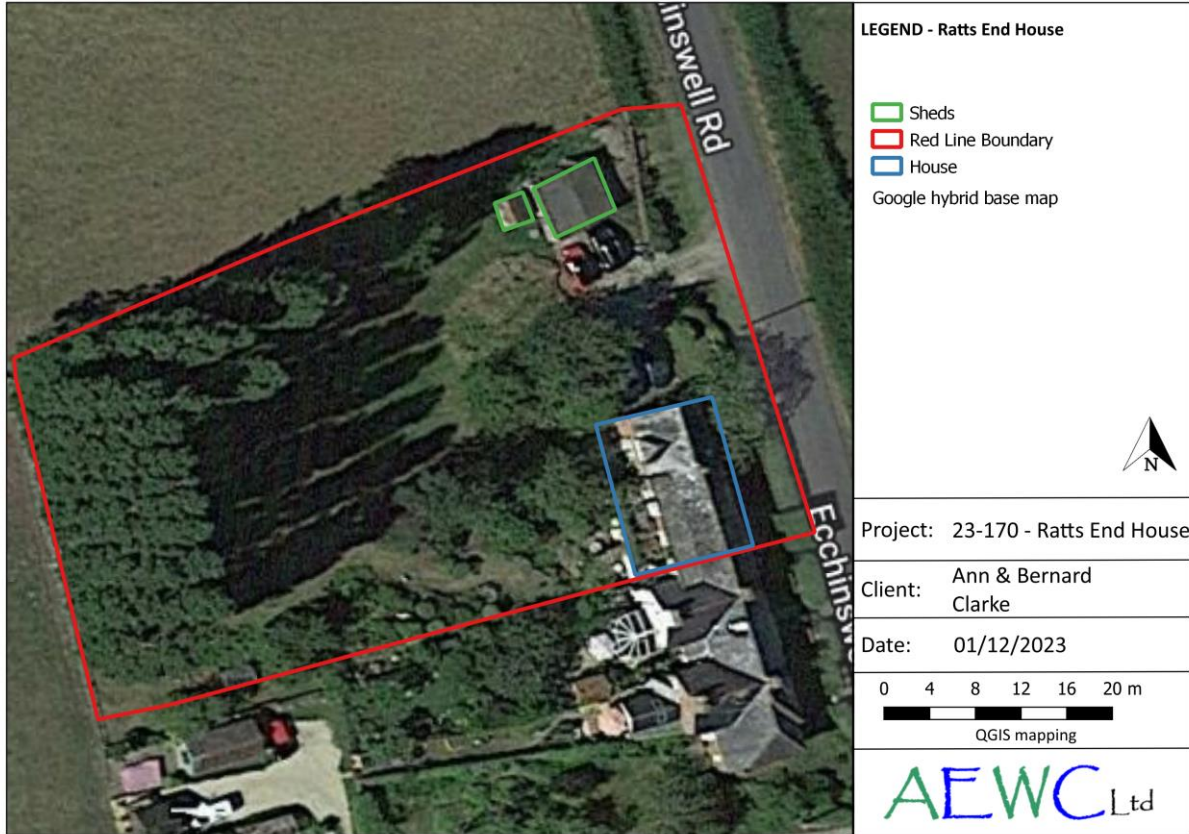 inswell Rd
Ecchinsw
LEGEND - Ratts End House
Sheds
Red Line Boundary
House
Google hybrid base map
N
Project: 23-170 - Ratts End House
Client: Ann & Bernard
Clarke
Date: 01/12/2023
0 4 8 12 16 20 m
QGIS mapping
AEWC Ltd